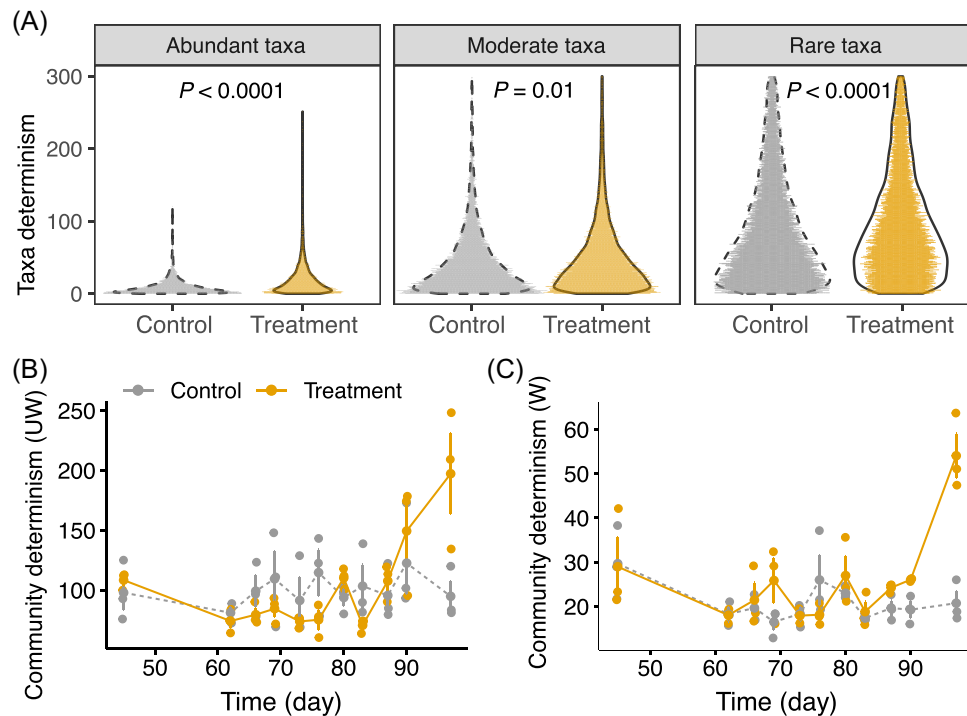 (A)
Abundant taxa
Moderate taxa
Rare taxa
Taxa determinism
300
200
100
0
P < 0.0001
P = 0.01
P < 0.0001
Control
Treatment
Control
Treatment
Control
Treatment
(B)
Control
Treatment
Community determinism (UW)
250
200
150
100
50
60
70
80
90
Time (day)
(C)
Community determinism (W)
60
50
40
30
20
50
60
70
80
90
Time (day)